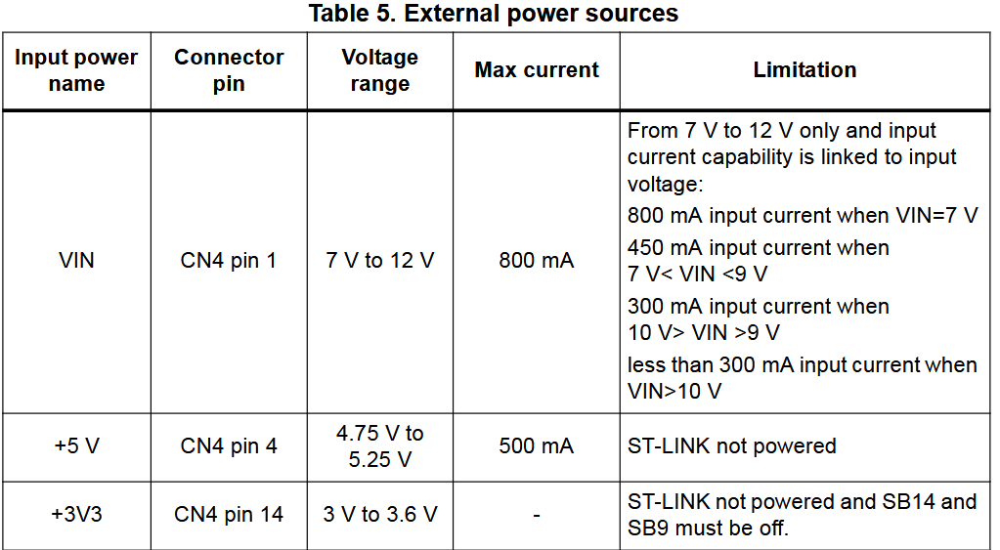 Table 5. External power sources
Input power
name
Connector
pin
Voltage
range
Max current
Limitation
VIN
CN4 pin 1
7 V to 12 V
800 mA
From 7 V to 12 V only and input
current capability is linked to input
voltage:
800 mA input current when VIN=7 V
450 mA input current when
7 V< VIN <9 V
300 mA input current when
10 V> VIN >9 V
less than 300 mA input current when
VIN>10 V
+5 V
CN4 pin 4
4.75 V to
5.25 V
500 mA
ST-LINK not powered
+3V3
CN4 pin 14
3 V to 3.6 V
-
ST-LINK not powered and SB14 and
SB9 must be off.